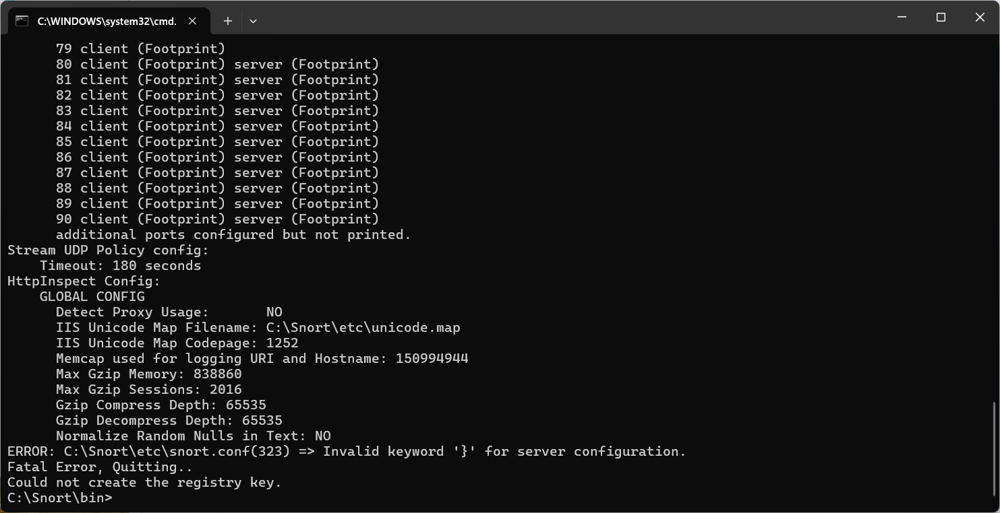 C:\WINDOWS\system32\cmd.
79 client (Footprint)
80 client (Footprint) server (Footprint)
81 client (Footprint) server (Footprint)
82 client (Footprint) server (Footprint)
83 client (Footprint) server (Footprint)
84 client (Footprint) server (Footprint)
85 client (Footprint) server (Footprint)
86 client (Footprint) server (Footprint)
87 client (Footprint) server (Footprint)
88 client (Footprint) server (Footprint)
89 client (Footprint) server (Footprint)
90 client (Footprint) server (Footprint)
additional ports configured but not printed.
Stream UDP Policy config:
Timeout: 180 seconds
HttpInspect Config:
GLOBAL CONFIG
Detect Proxy Usage:       NO
IIS Unicode Map Filename: C:\Snort\etc\unicode.map
IIS Unicode Map Codepage: 1252
Memcap used for logging URI and Hostname: 150994944
Max Gzip Memory: 838860
Max Gzip Sessions: 2016
Gzip Compress Depth: 65535
Gzip Decompress Depth: 65535
Normalize Random Nulls in Text: NO
ERROR: C:\Snort\etc\snort.conf(323) => Invalid keyword '}' for server configuration.
Fatal Error, Quitting..
Could not create the registry key.
C:\Snort\bin>